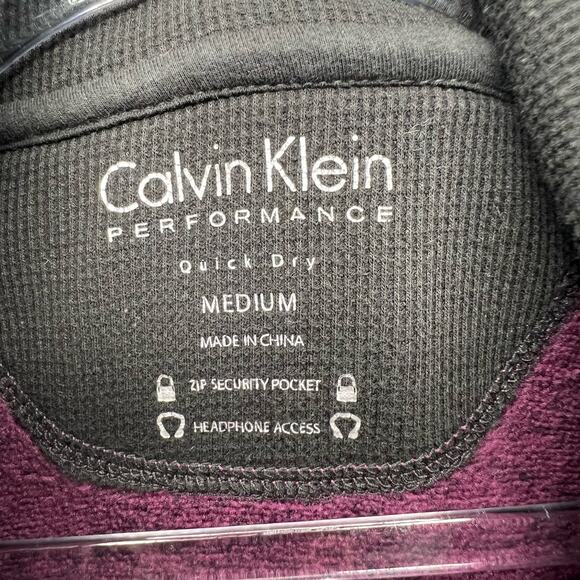 Calvin Klein
PERFORMANCE
Quick Dry
MEDIUM
MADE IN CHINA
ZIP SECURITY POCKET
HEADPHONE ACCESS